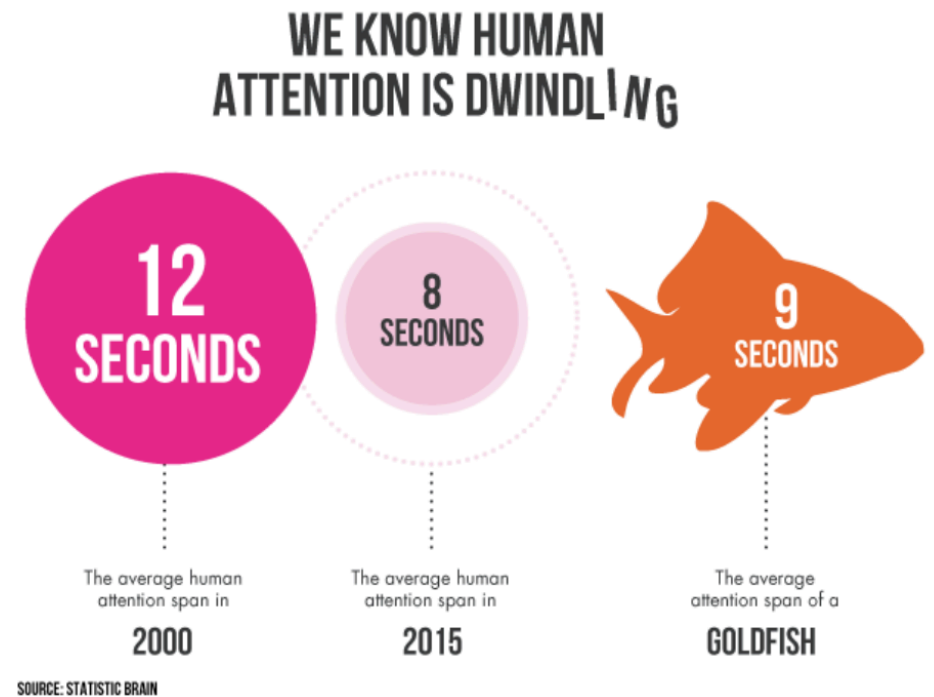 WE KNOW HUMAN
ATTENTION IS DWINDLING
12
SECONDS
8
SECONDS
9
SECONDS
The average human
attention span in
2000
The average human
attention span in
2015
The average
attention span of a
GOLDFISH
SOURCE: STATISTIC BRAIN